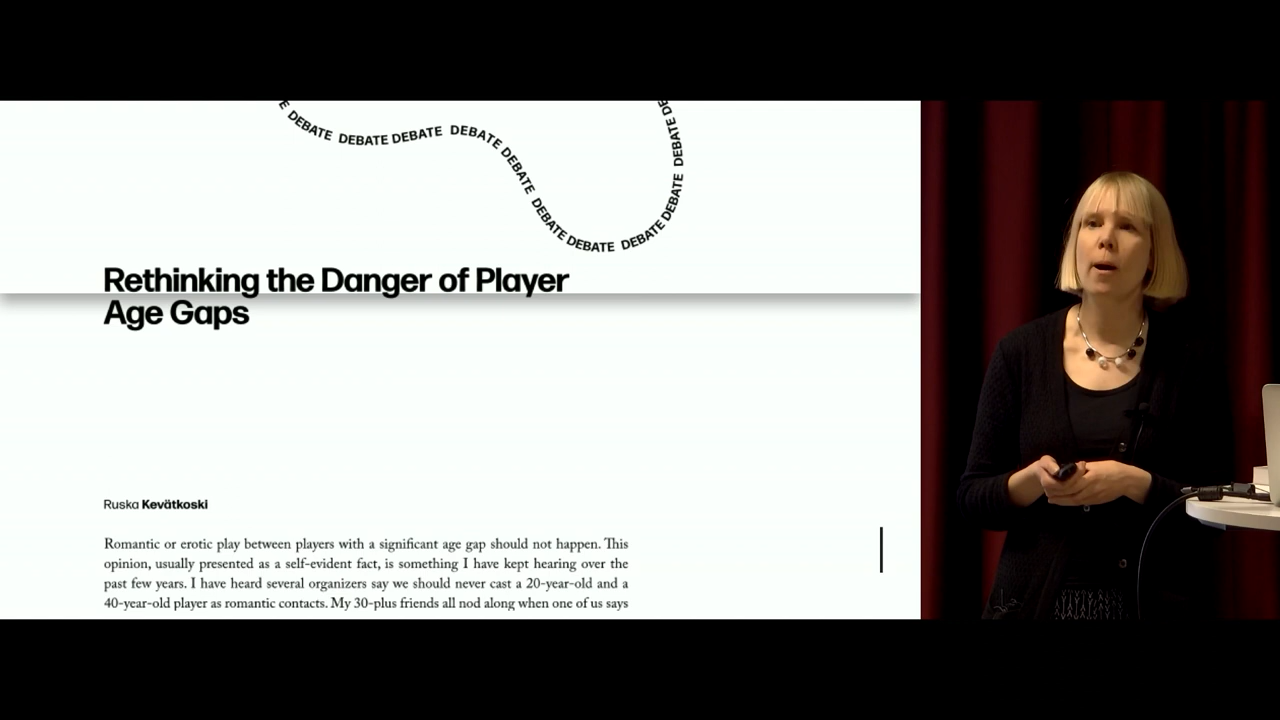 E DEBATE DEBATE DEBATE DEBATE DEBATE DEBATE DEBATE DEBATE DEBATE DEBATE DE
Rethinking the Danger of Player
Age Gaps
Ruska Kevätkoski
Romantic or erotic play between players with a significant age gap should not happen. This
opinion, usually presented as a self-evident fact, is something I have kept hearing over the
past few years. I have heard several organizers say we should never cast a 20-year-old and a
40-year-old player as romantic contacts. My 30-plus friends all nod along when one of us says